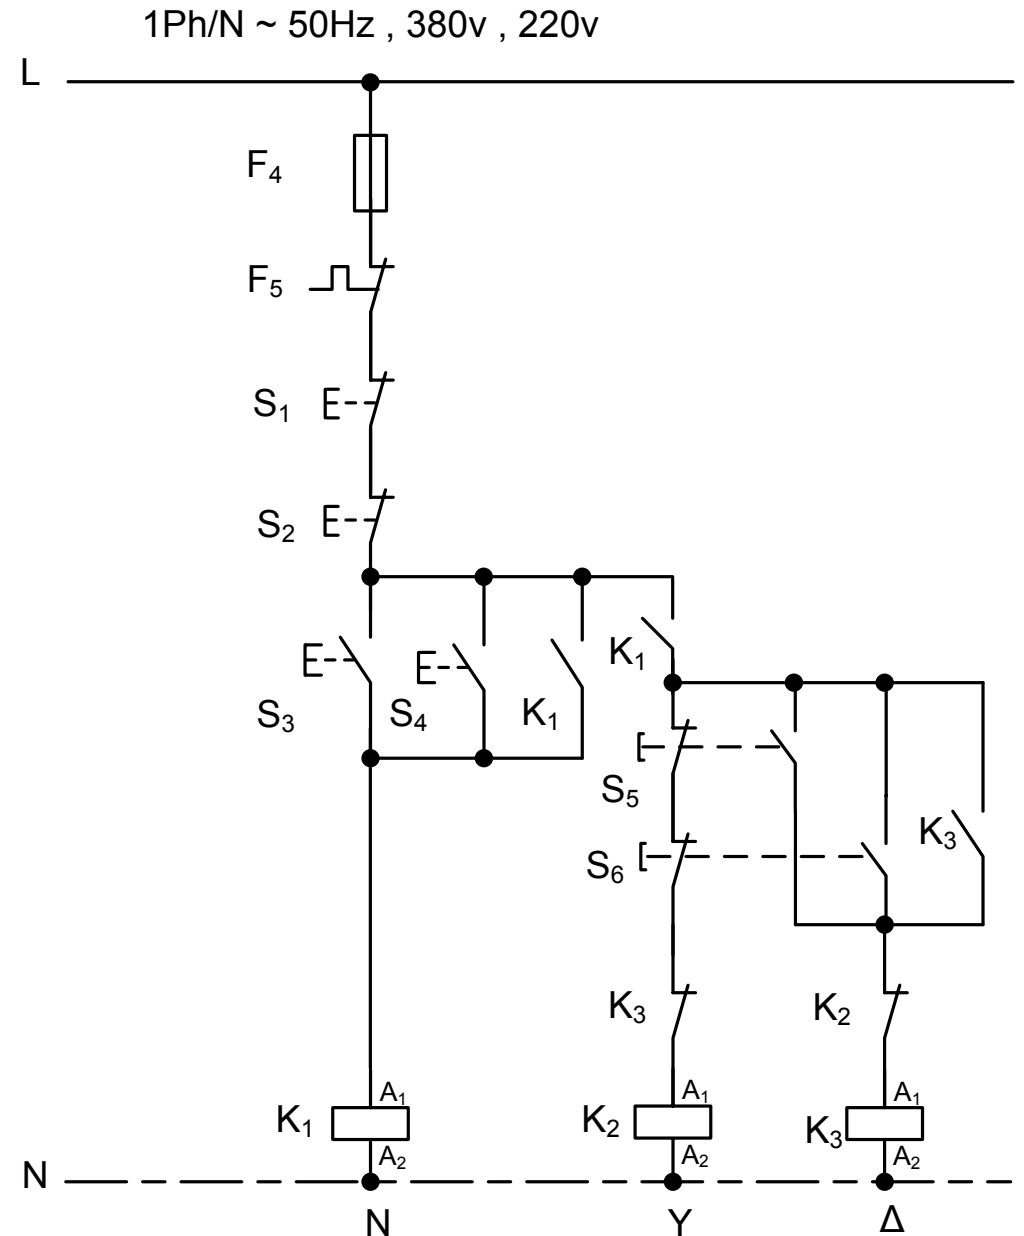 1Ph/N ~ 50Hz , 380v , 220v
L
F₄
F₅
S₁
S₂
K₁
S₃ S₄ K₁
S₅
K₃
S₆
K₃ K₂
A₁ A₁ A₁
K₁ K₂ K₃
A₂ A₂ A₂
N
N Y Δ